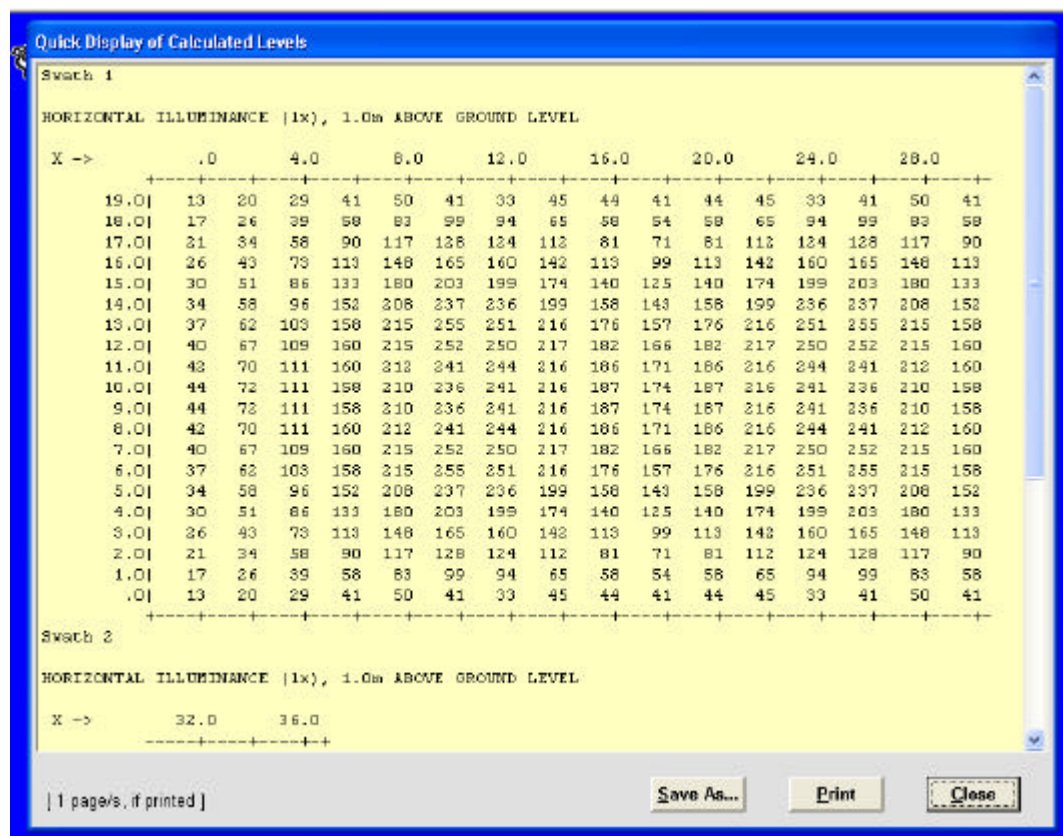 Quick Display of Calculated Levels
Swath 1
HORIZONTAL ILLUMINANCE (lx), 1.0m ABOVE GROUND LEVEL
X -> .0 4.0 8.0 12.0 16.0 20.0 24.0 28.0
19.0| 13 20 29 41 50 41 33 45 44 41 44 45 33 41 50 41
18.0| 17 26 39 58 83 99 94 65 58 54 58 65 94 99 83 58
17.0| 21 34 58 90 117 128 124 112 81 71 81 112 124 128 117 90
16.0| 26 43 73 113 148 165 160 142 113 99 113 142 160 165 148 113
15.0| 30 51 86 133 180 203 199 174 140 125 140 174 199 203 180 133
14.0| 34 58 96 152 208 237 236 199 158 143 158 199 236 237 208 152
13.0| 37 62 103 158 215 255 251 216 176 157 176 216 251 255 215 158
12.0| 40 67 109 160 215 252 250 217 182 166 182 217 250 252 215 160
11.0| 42 70 111 160 212 241 244 216 186 171 186 216 244 241 212 160
10.0| 44 72 111 158 210 236 241 216 187 174 187 216 241 236 210 158
9.0| 44 72 111 158 210 236 241 216 187 174 187 216 241 236 210 158
8.0| 42 70 111 160 212 241 244 216 186 171 186 216 244 241 212 160
7.0| 40 67 109 160 215 252 250 217 182 166 182 217 250 252 215 160
6.0| 37 62 103 158 215 255 251 216 176 157 176 216 251 255 215 158
5.0| 34 58 96 152 208 237 236 199 158 143 158 199 236 237 208 152
4.0| 30 51 86 133 180 203 199 174 140 125 140 174 199 203 180 133
3.0| 26 43 73 113 148 165 160 142 113 99 113 142 160 165 148 113
2.0| 21 34 58 90 117 128 124 112 81 71 81 112 124 128 117 90
1.0| 17 26 39 58 83 99 94 65 58 54 58 65 94 99 83 58
.0| 13 20 29 41 50 41 33 45 44 41 44 45 33 41 50 41
Swath 2
HORIZONTAL ILLUMINANCE (lx), 1.0m ABOVE GROUND LEVEL
X -> 32.0 36.0
[ 1 page/s, if printed ]
Save As...
Print
Close